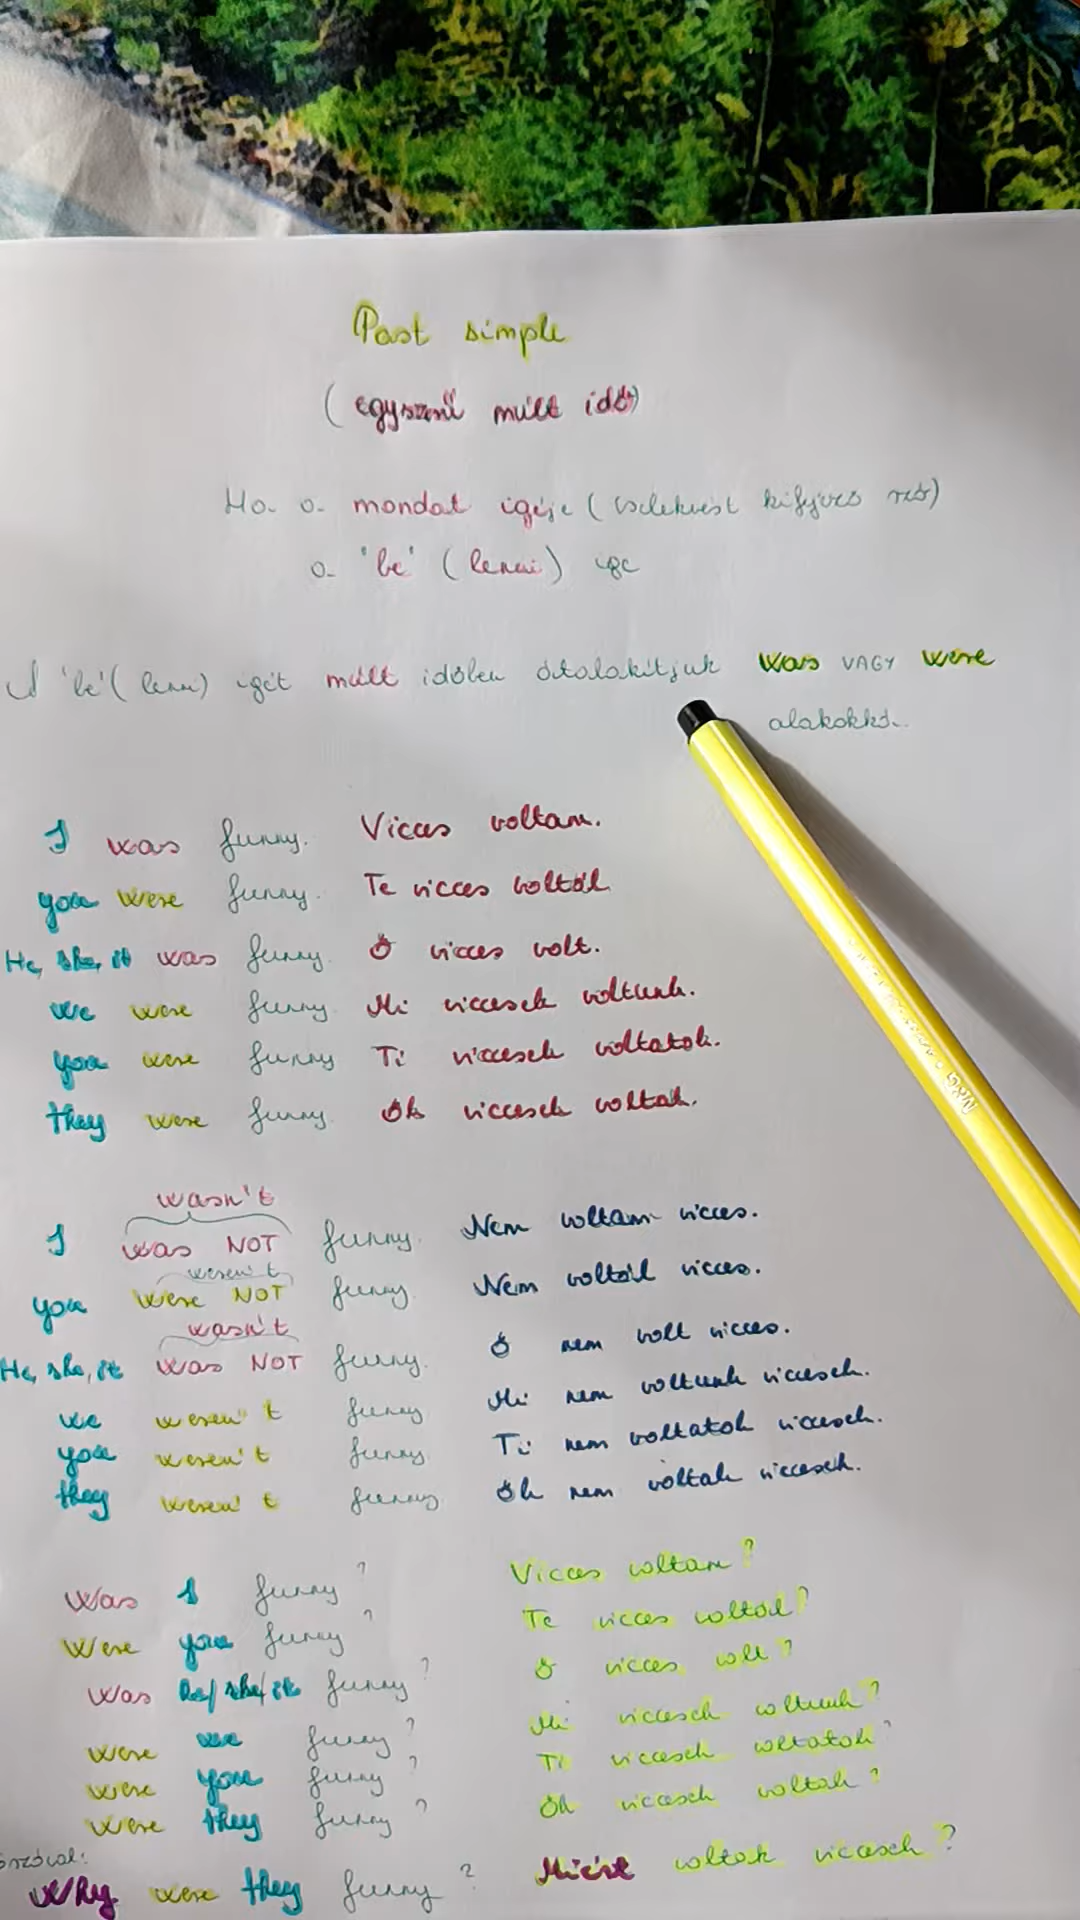 Past simple
(egyszerű múlt idő)
Ha a mondat igéje (cselekvést kifejező szó)
a 'be' (lenni) ige
A 'be' (lenni) igét múlt időben átalakítjuk was VAGY were
alakokká.
I was funny. Vicces voltam.
you were funny. Te vicces voltál.
He, she, it was funny. Ő vicces volt.
we were funny. Mi viccesek voltunk.
you were funny Ti viccesek voltatok.
they were funny. Ők viccesek voltak.
wasn't
I was NOT funny. Nem voltam vicces.
weren't
you were NOT funny. Nem voltál vicces.
wasn't
He, she, it was NOT funny. Ő nem volt vicces.
we weren't funny Mi nem voltunk viccesek.
you weren't funny. Ti nem voltatok viccesek.
they weren't funny Ők nem voltak viccesek.
Was I funny? Vicces voltam?
Were you funny? Te vicces voltál?
Was he/she/it funny? Ő vicces volt?
were we funny? Mi viccesek voltunk?
were you funny? Ti viccesek voltatok?
were they funny? Ők viccesek voltak?
Why were they funny? Miért voltak viccesek?